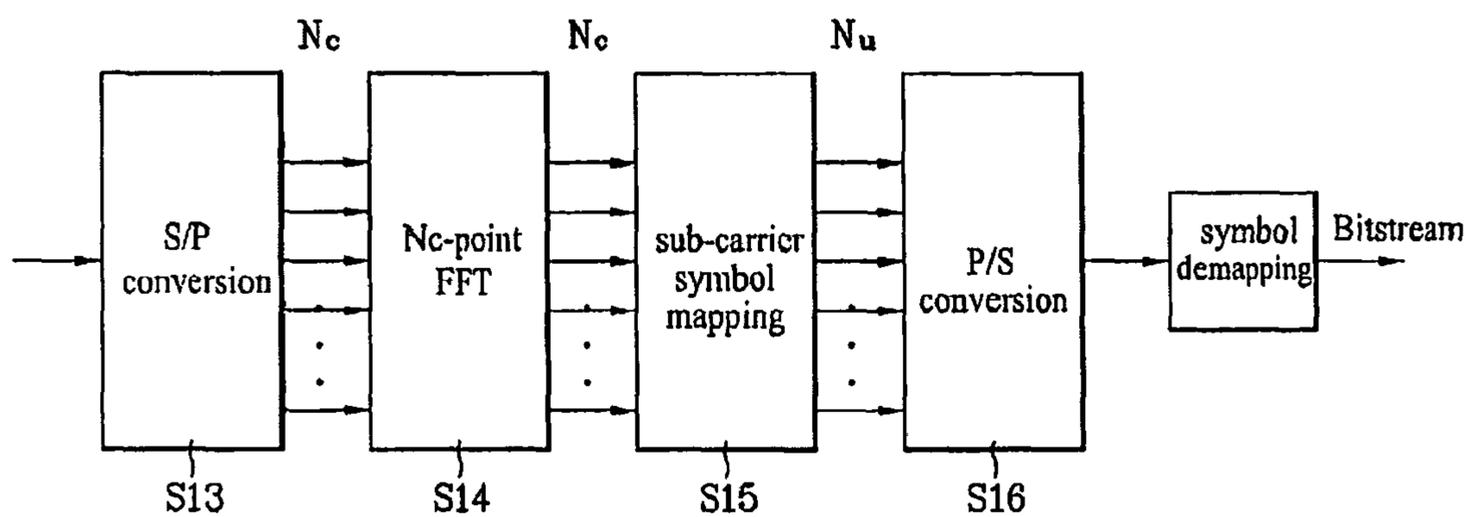 Nc
Nc
Nu
S/P
conversion
Nc-point
FFT
sub-carrier
symbol
mapping
P/S
conversion
symbol
demapping
Bitstream
S13
S14
S15
S16